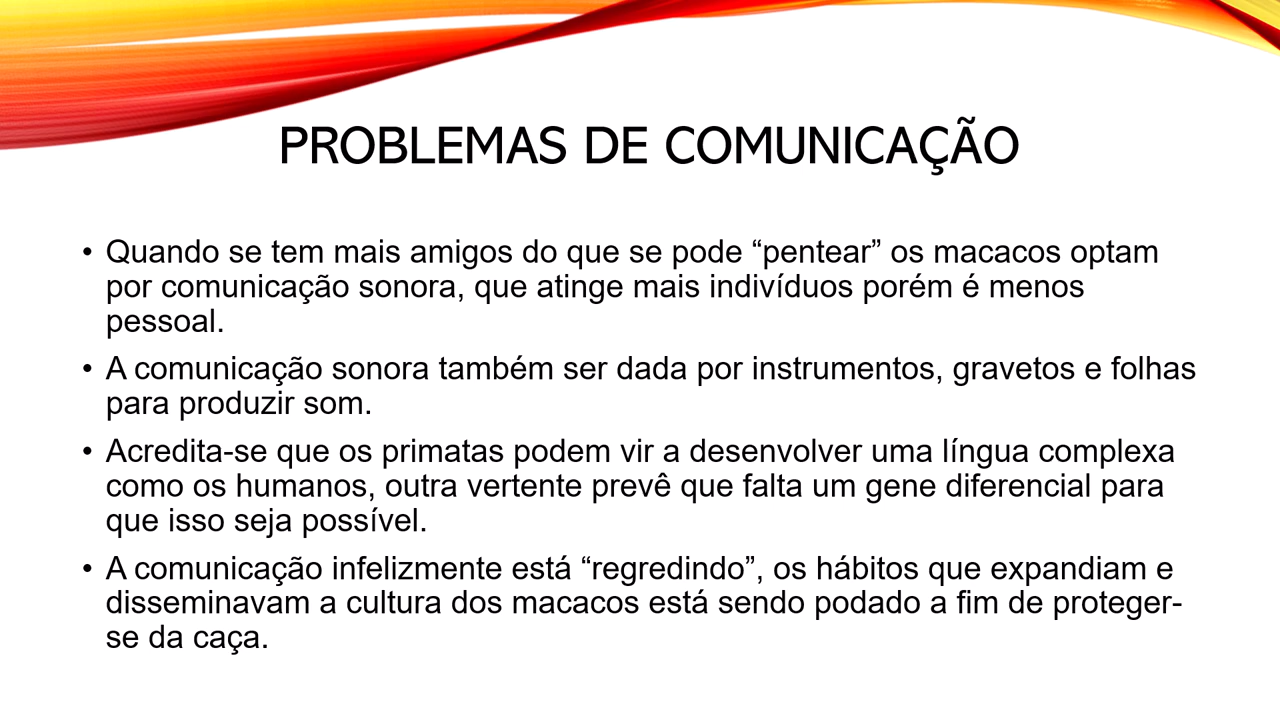 PROBLEMAS DE COMUNICAÇÃO
• Quando se tem mais amigos do que se pode “pentear” os macacos optam
por comunicação sonora, que atinge mais indivíduos porém é menos
pessoal.
• A comunicação sonora também ser dada por instrumentos, gravetos e folhas
para produzir som.
• Acredita-se que os primatas podem vir a desenvolver uma língua complexa
como os humanos, outra vertente prevê que falta um gene diferencial para
que isso seja possível.
• A comunicação infelizmente está “regredindo”, os hábitos que expandiam e
disseminavam a cultura dos macacos está sendo podado a fim de proteger-
se da caça.